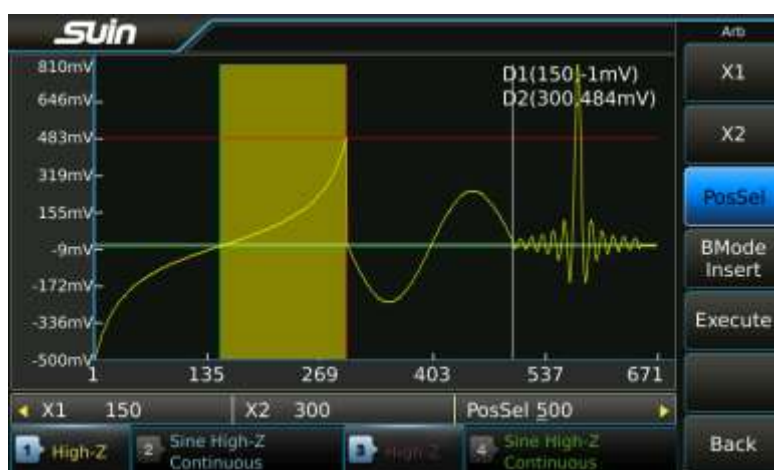 Suin
Arb
810mV
D1(150,-1mV)
D2(300,484mV)
646mV
483mV
319mV
155mV
-9mV
-172mV
-336mV
-500mV
1 135 269 403 537 671
X1
X2
PosSel
BMode
Insert
Execute
Back
X1 150 X2 300 PosSel 500
1 High-Z
2 Sine High-Z
Continuous
3 High-Z
4 Sine High-Z
Continuous